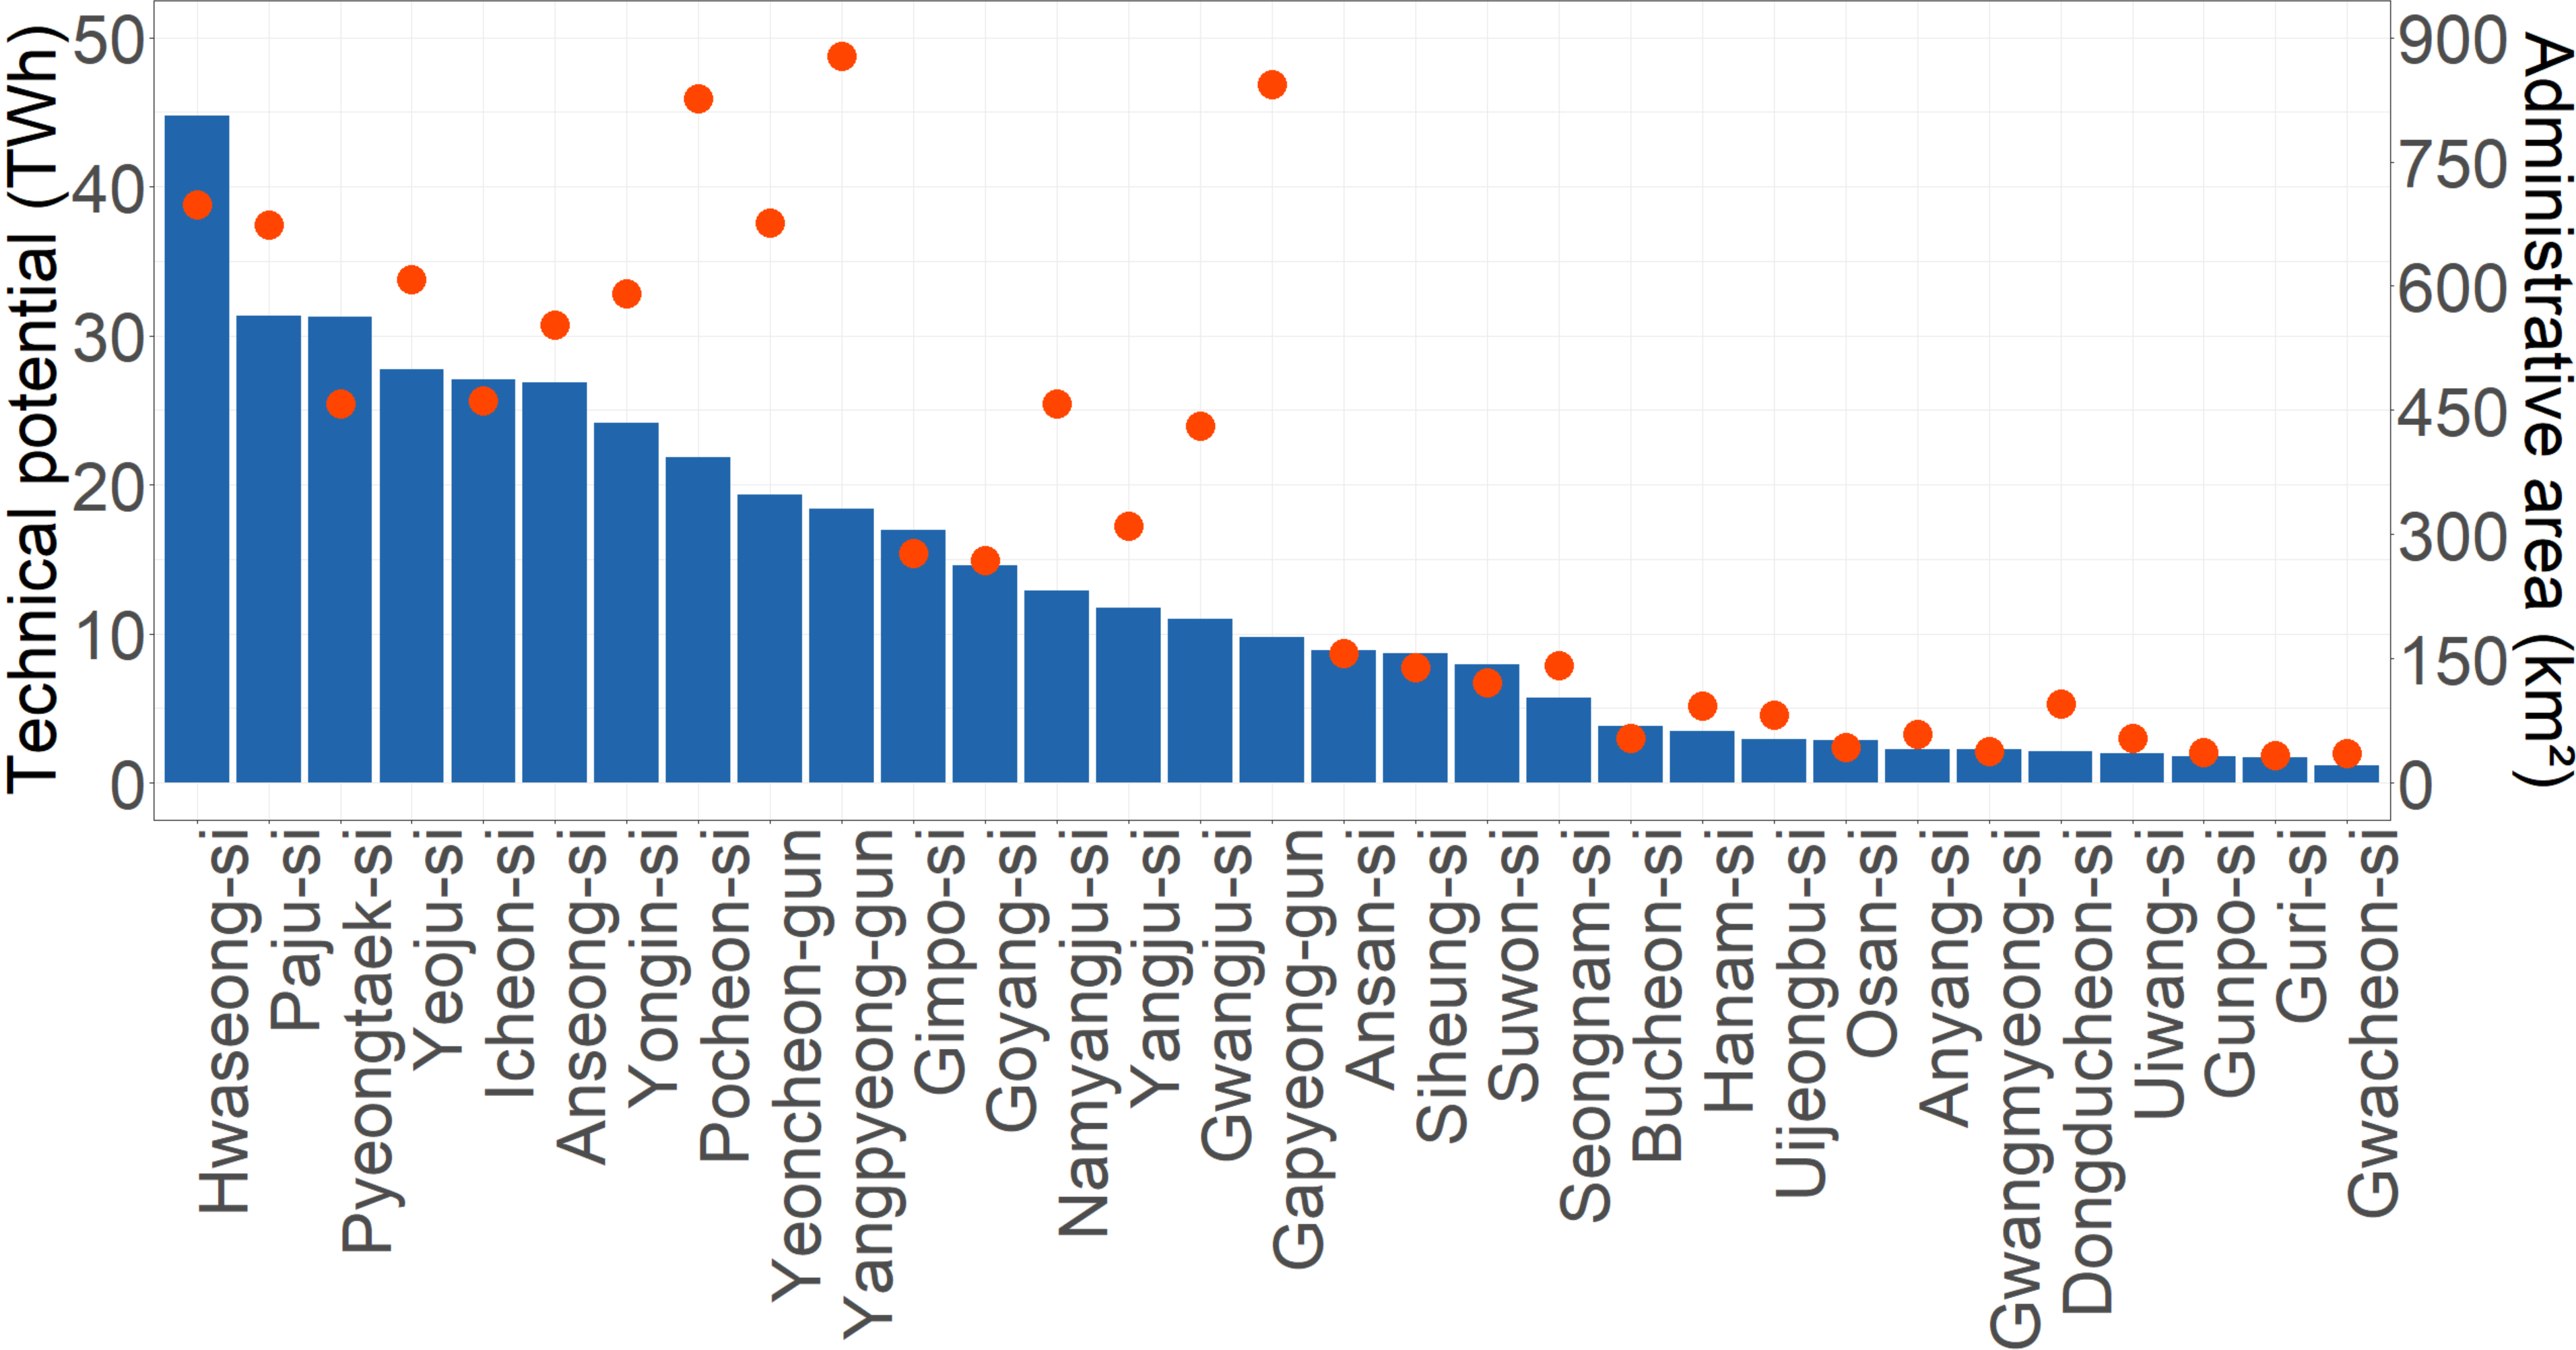 Technical potential (TWh)
50
40
30
20
10
0
900
750
600
450
300
150
0
Administrative area (km²)
Hwaseong-si
Paju-si
Pyeongtaek-si
Yeoju-si
Icheon-si
Anseong-si
Yongin-si
Pocheon-si
Yeoncheon-gun
Yangpyeong-gun
Gimpo-si
Goyang-si
Namyangju-si
Yangju-si
Gwangju-si
Gapyeong-gun
Ansan-si
Siheung-si
Suwon-si
Seongnam-si
Bucheon-si
Hanam-si
Uijeongbu-si
Osan-si
Anyang-si
Gwangmyeong-si
Dongducheon-si
Uiwang-si
Gunpo-si
Guri-si
Gwacheon-si